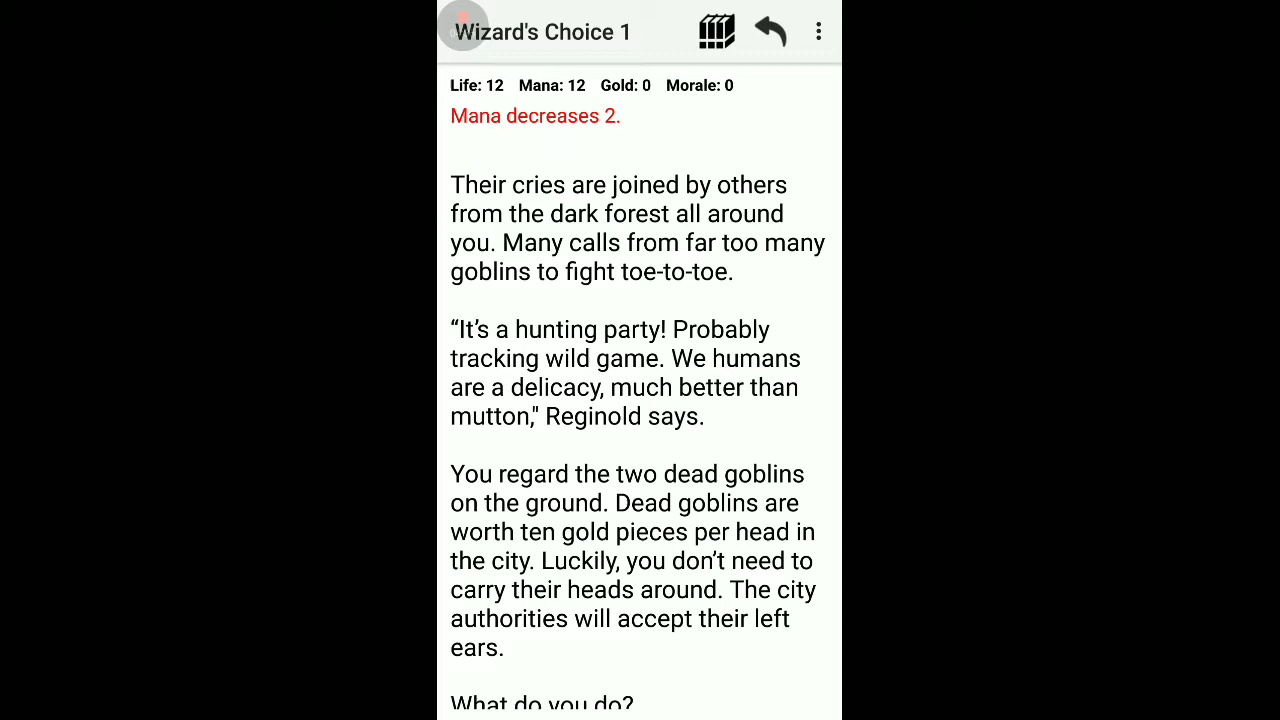 Wizard's Choice 1
Life: 12 Mana: 12 Gold: 0 Morale: 0
Mana decreases 2.
Their cries are joined by others
from the dark forest all around
you. Many calls from far too many
goblins to fight toe-to-toe.
“It’s a hunting party! Probably
tracking wild game. We humans
are a delicacy, much better than
mutton," Reginold says.
You regard the two dead goblins
on the ground. Dead goblins are
worth ten gold pieces per head in
the city. Luckily, you don’t need to
carry their heads around. The city
authorities will accept their left
ears.
What do you do?